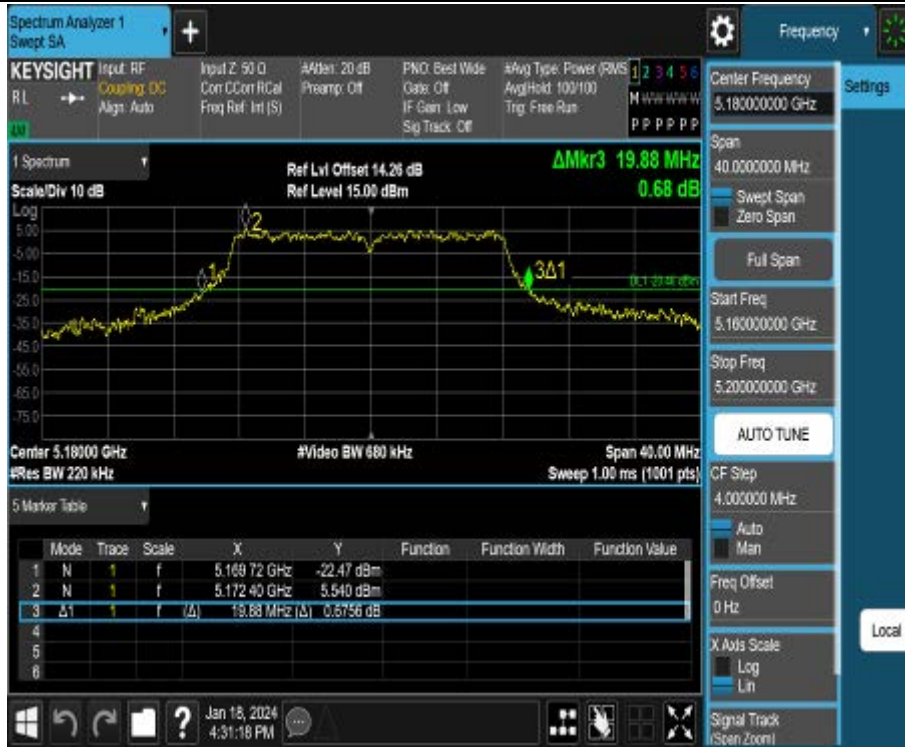 Spectrum Analyzer 1
Swept SA
+
Frequency
KEYSIGHT
RL
Input: RF
Coupling: DC
Align: Auto
Input Z: 50 Ω
Corr CCorr RCal
Freq Ref: Int (S)
#Atten: 20 dB
Preamp: Off
PNO: Best Wide
Gate: Off
IF Gain: Low
Sig Track: Off
#Avg Type: Power (RMS
Avg|Hold: 100/100
Trig: Free Run
1 2 3 4 5 6
M W W W W W
P P P P P P
1 Spectrum
Scale/Div 10 dB
Ref Lvl Offset 14.26 dB
Ref Level 15.00 dBm
ΔMkr3 19.88 MHz
0.68 dB
Log
5.00
-5.00
-15.0
-25.0
-35.0
-45.0
-55.0
-65.0
-75.0
1
2
3Δ1
Center 5.18000 GHz
#Res BW 220 kHz
#Video BW 680 kHz
Span 40.00 MHz
Sweep 1.00 ms (1001 pts)
5 Marker Table
Mode Trace Scale X Y Function Function Width Function Value
1 N 1 f 5.169 72 GHz -22.47 dBm
2 N 1 f 5.172 40 GHz 5.540 dBm
3 Δ1 1 f (Δ) 19.88 MHz (Δ) 0.6756 dB
4
5
6
?
Jan 18, 2024
4:31:18 PM
Center Frequency
5.180000000 GHz
Settings
Span
40.0000000 MHz
Swept Span
Zero Span
Full Span
Start Freq
5.160000000 GHz
Stop Freq
5.200000000 GHz
AUTO TUNE
CF Step
4.000000 MHz
Auto
Man
Freq Offset
0 Hz
X Axis Scale
Log
Lin
Local
Signal Track
(Span Zoom)